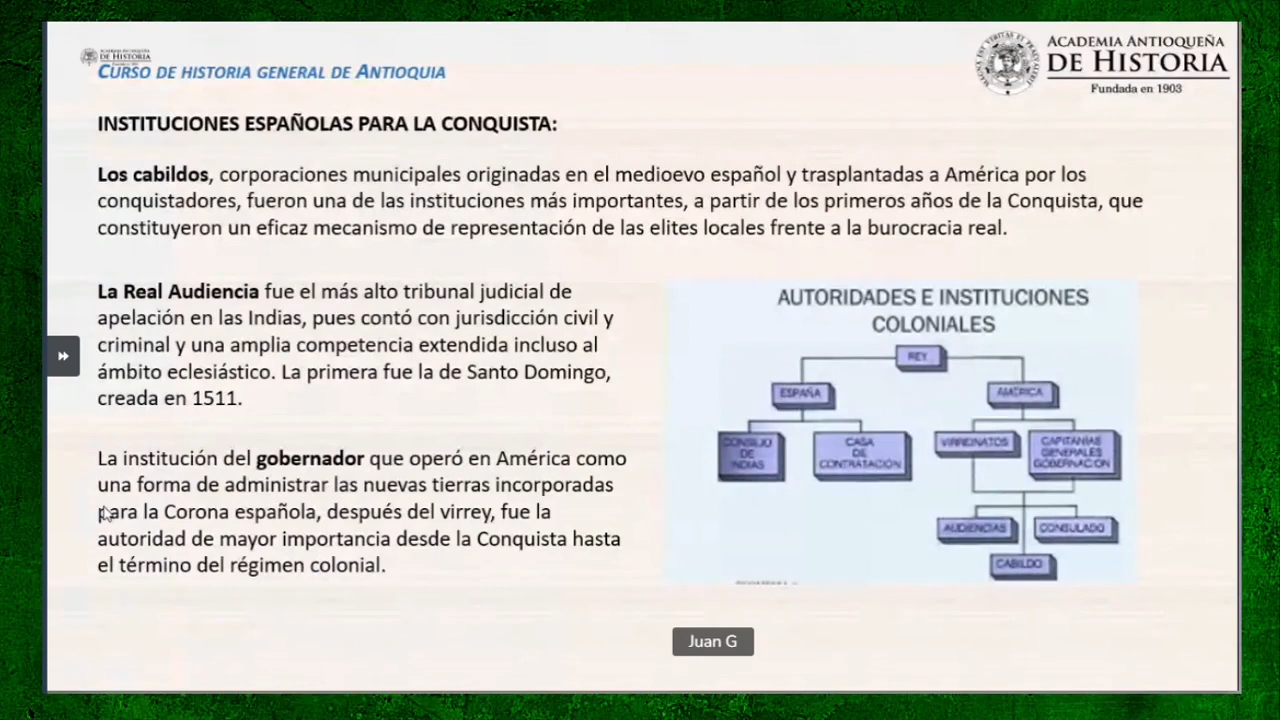 ACADEMIA ANTIOQUEÑA
DE HISTORIA
Fundada en 1903
DE HISTORIA
CURSO DE HISTORIA GENERAL DE ANTIOQUIA
INSTITUCIONES ESPAÑOLAS PARA LA CONQUISTA:
Los cabildos, corporaciones municipales originadas en el medioevo español y trasplantadas a América por los
conquistadores, fueron una de las instituciones más importantes, a partir de los primeros años de la Conquista, que
constituyeron un eficaz mecanismo de representación de las elites locales frente a la burocracia real.
La Real Audiencia fue el más alto tribunal judicial de
apelación en las Indias, pues contó con jurisdicción civil y
criminal y una amplia competencia extendida incluso al
ámbito eclesiástico. La primera fue la de Santo Domingo,
creada en 1511.
La institución del gobernador que operó en América como
una forma de administrar las nuevas tierras incorporadas
para la Corona española, después del virrey, fue la
autoridad de mayor importancia desde la Conquista hasta
el término del régimen colonial.
AUTORIDADES E INSTITUCIONES
COLONIALES
REY
ESPAÑA
AMÉRICA
CONSEJO
DE
INDIAS
CASA
DE
CONTRATACIÓN
VIRREINATOS
CAPITANÍAS
GENERALES
GOBERNACIÓN
AUDIENCIAS
CONSULADO
CABILDO
Juan G